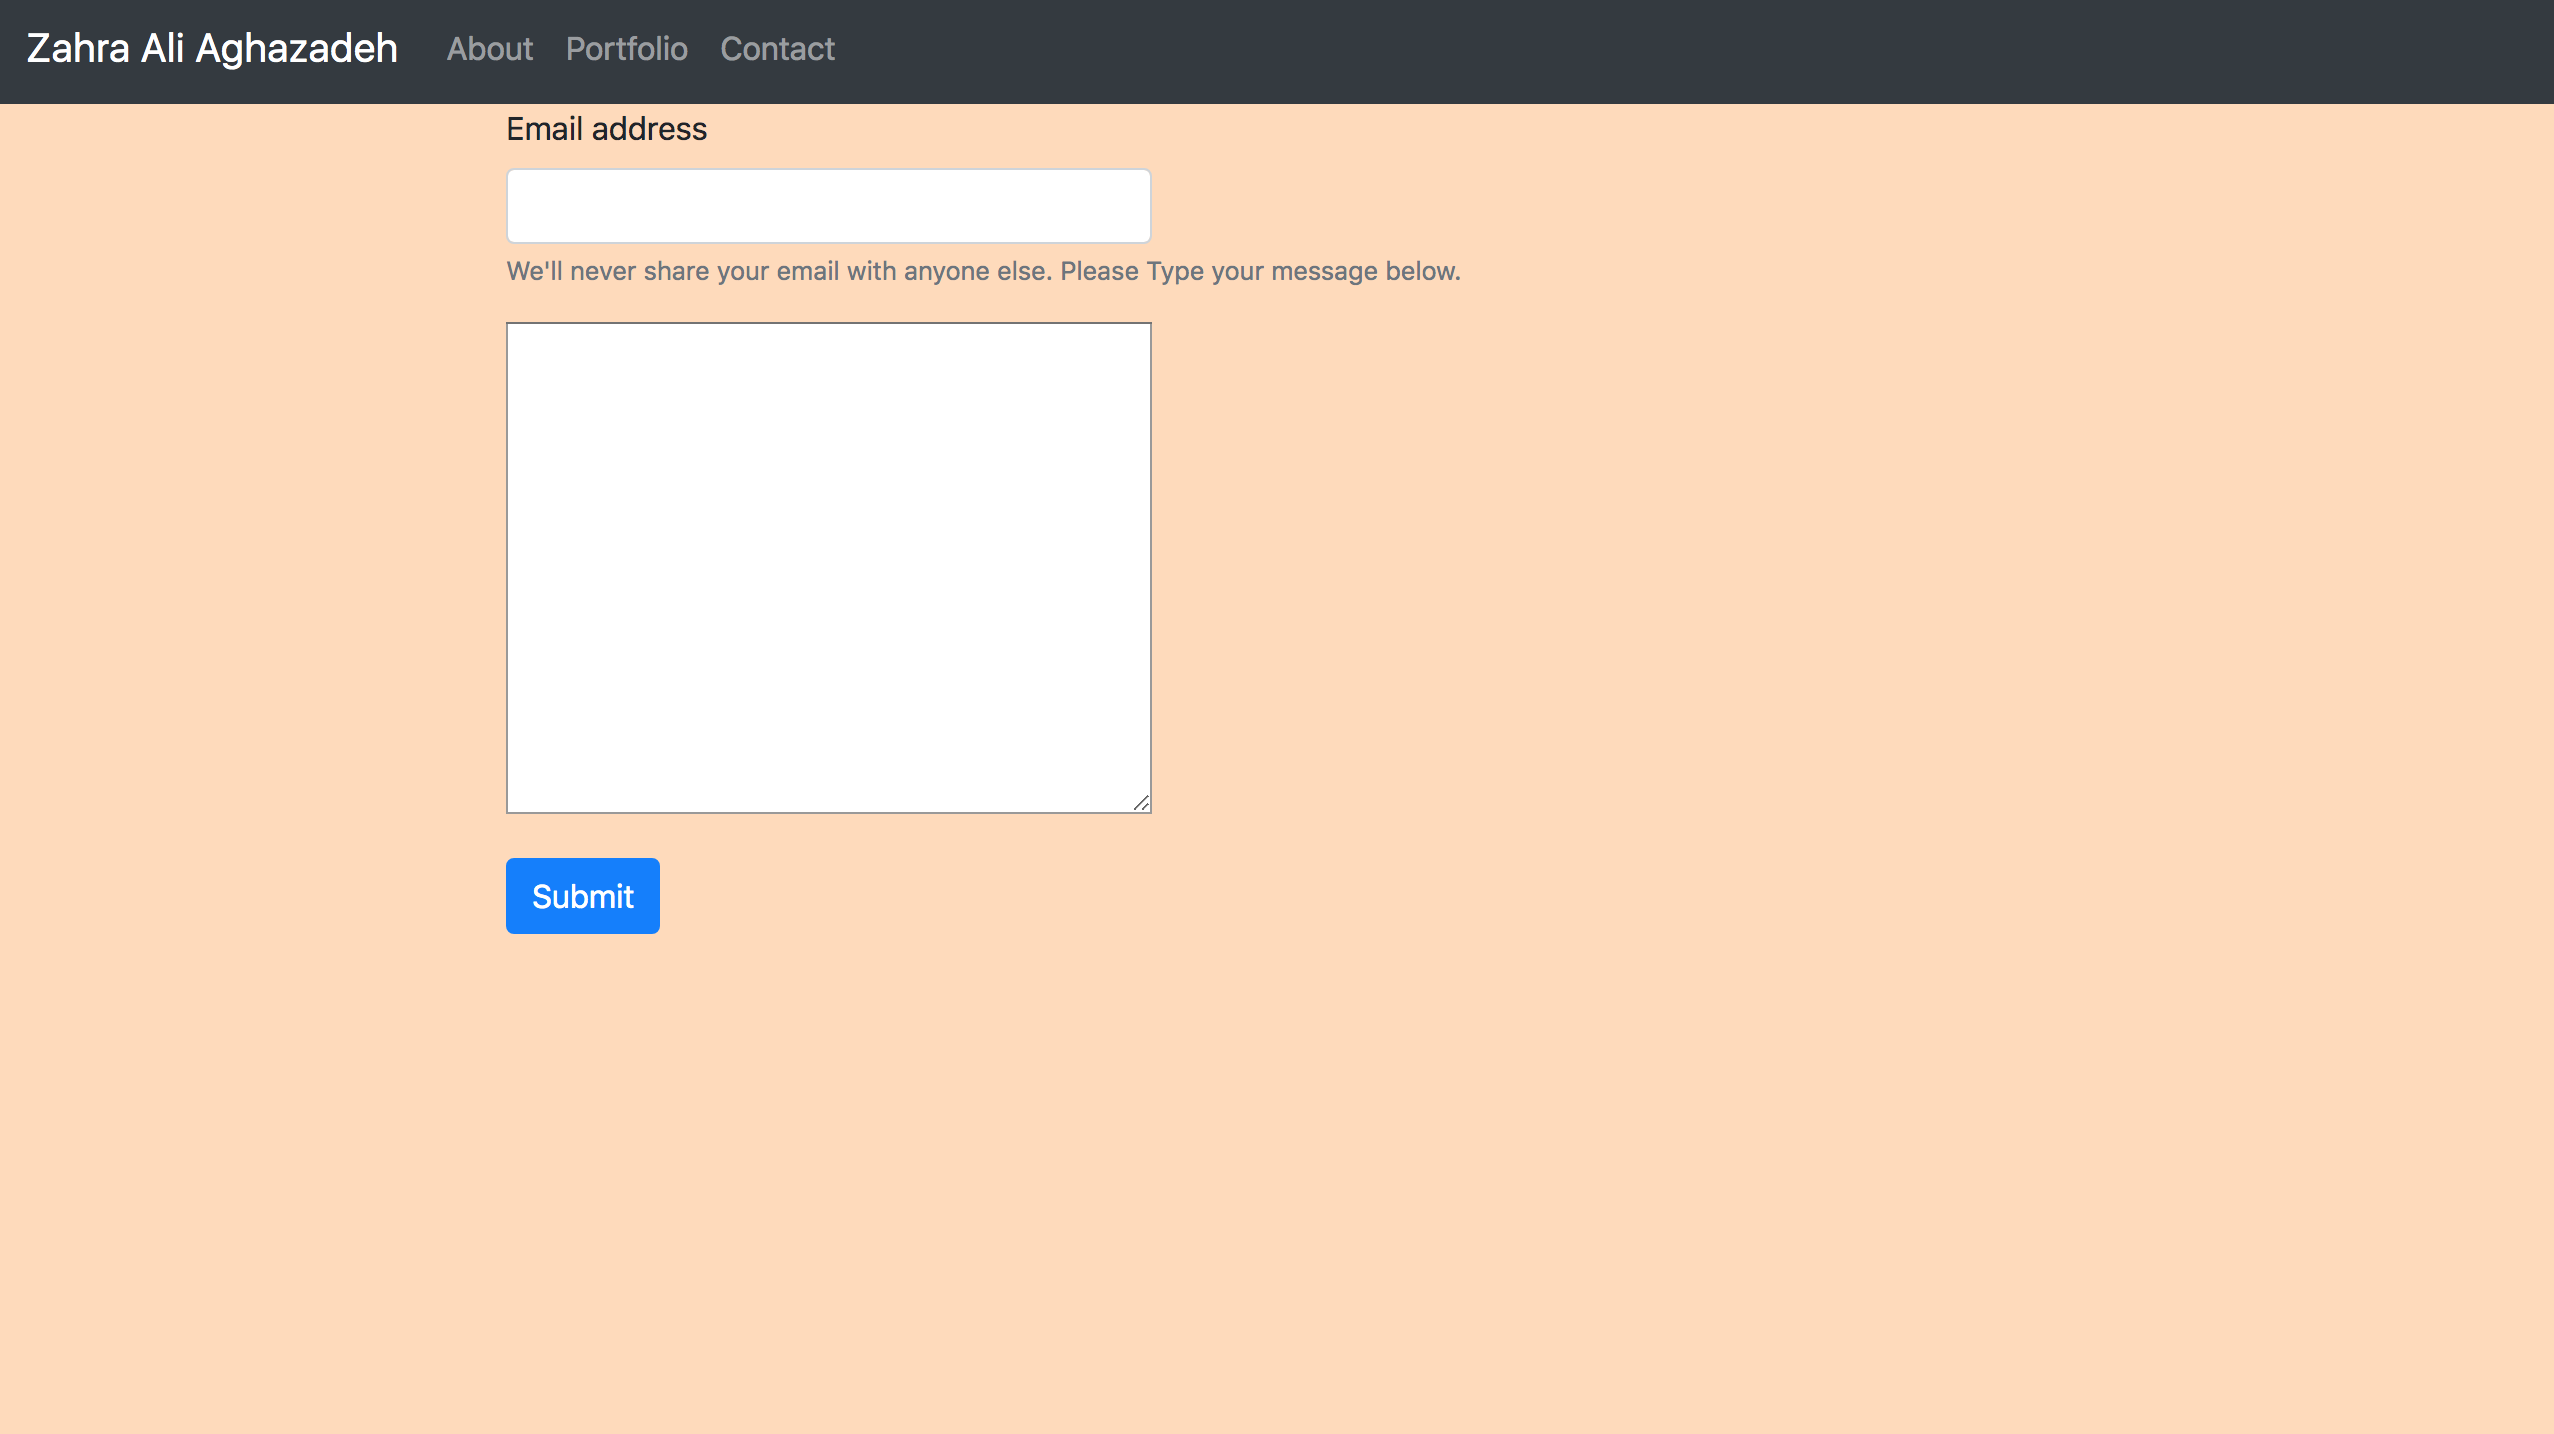 Zahra Ali Aghazadeh About Portfolio Contact
Email address
We'll never share your email with anyone else. Please Type your message below.
Submit